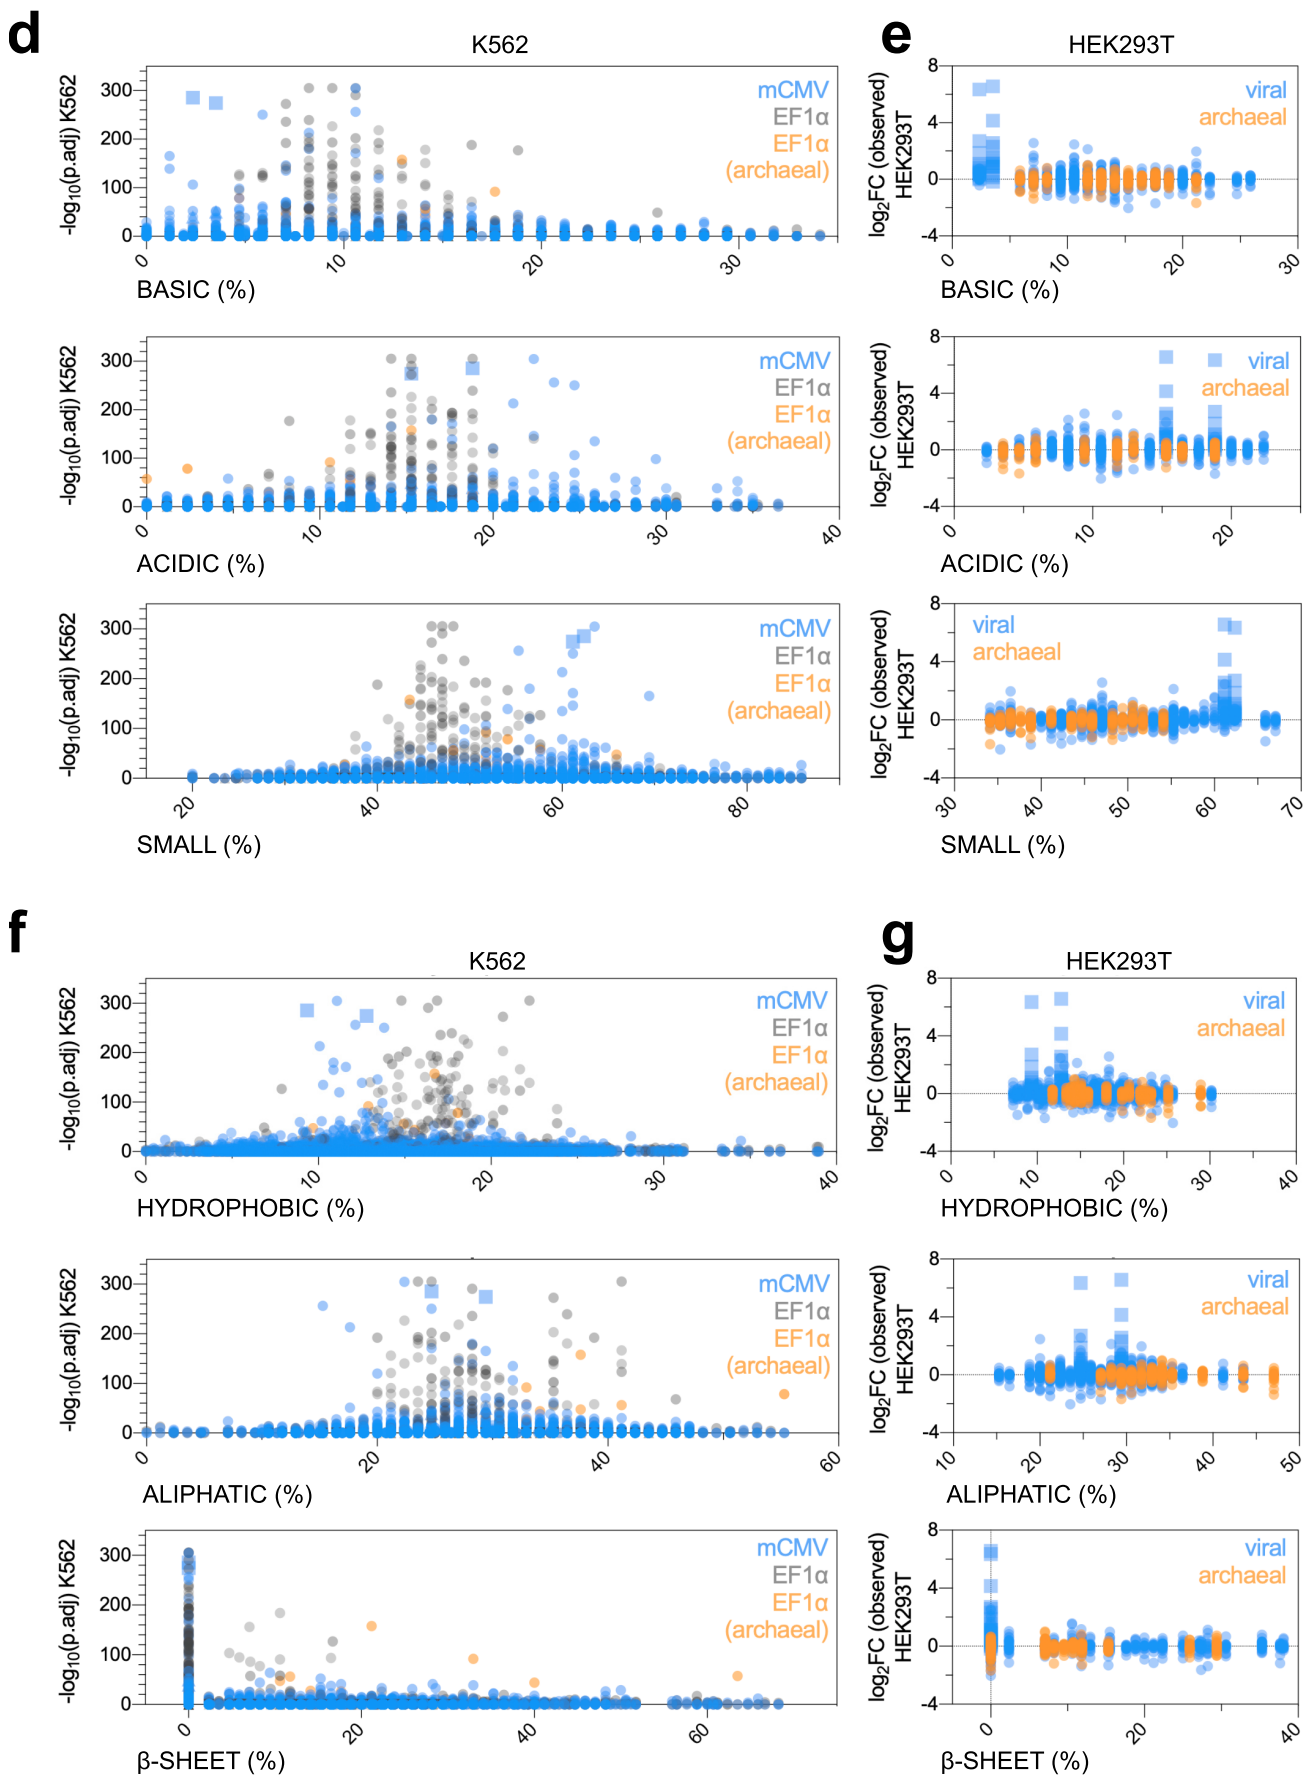 d
K562
-log10(p.adj) K562
300
200
100
0
mCMV
EF1α
EF1α
(archaeal)
0
10
20
30
BASIC (%)
e
HEK293T
log2FC (observed)
HEK293T
8
4
0
-4
viral
archaeal
0
10
20
30
BASIC (%)
-log10(p.adj) K562
300
200
100
0
mCMV
EF1α
EF1α
(archaeal)
0
10
20
30
40
ACIDIC (%)
log2FC (observed)
HEK293T
8
4
0
-4
viral
archaeal
0
10
20
ACIDIC (%)
-log10(p.adj) K562
300
200
100
0
mCMV
EF1α
EF1α
(archaeal)
20
40
60
80
SMALL (%)
log2FC (observed)
HEK293T
8
4
0
-4
viral
archaeal
30
40
50
60
70
SMALL (%)
f
K562
-log10(p.adj) K562
300
200
100
0
mCMV
EF1α
EF1α
(archaeal)
0
10
20
30
40
HYDROPHOBIC (%)
g
HEK293T
log2FC (observed)
HEK293T
8
4
0
-4
viral
archaeal
0
10
20
30
40
HYDROPHOBIC (%)
-log10(p.adj) K562
300
200
100
0
mCMV
EF1α
EF1α
(archaeal)
0
20
40
60
ALIPHATIC (%)
log2FC (observed)
HEK293T
8
4
0
-4
viral
archaeal
10
20
30
40
50
ALIPHATIC (%)
-log10(p.adj) K562
300
200
100
0
mCMV
EF1α
EF1α
(archaeal)
0
20
40
60
β-SHEET (%)
log2FC (observed)
HEK293T
8
4
0
-4
viral
archaeal
0
20
40
β-SHEET (%)